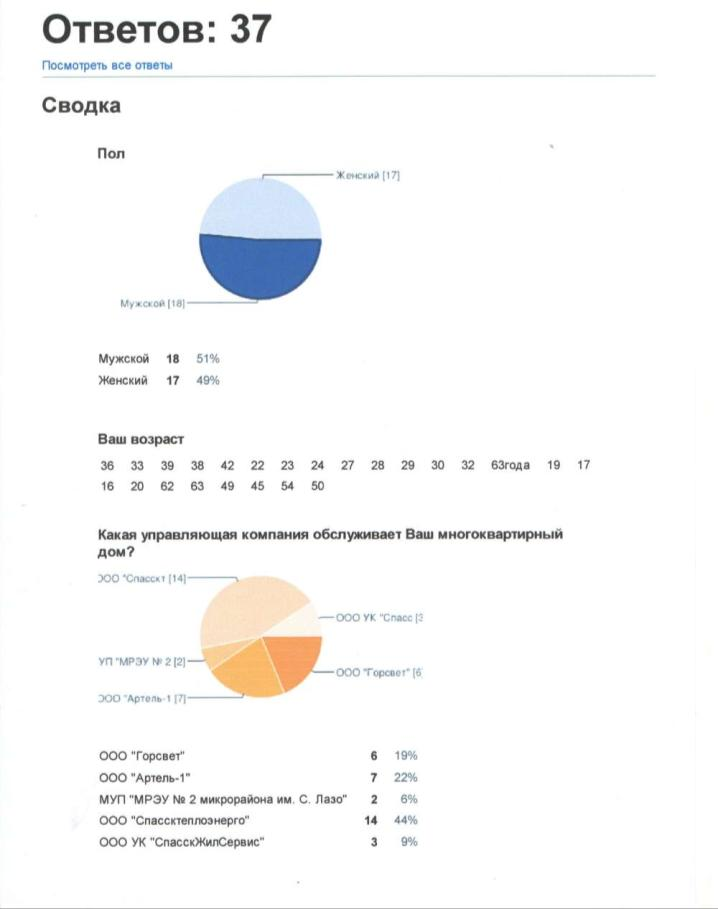 Ответов: 37
Посмотреть все ответы
Сводка
Пол
Женский [17]
Мужской [18]
Мужской 18 51%
Женский 17 49%
Ваш возраст
36 33 39 38 42 22 23 24 27 28 29 30 32 63года 19 17
16 20 62 63 49 45 54 50
Какая управляющая компания обслуживает Ваш многоквартирный
дом?
ООО "Спасскт [14]
ООО УК "Спасс [3
УП "МРЭУ № 2 [2]
ООО "Горсвет" [6
ООО "Артель-1 [7]
ООО "Горсвет" 6 19%
ООО "Артель-1" 7 22%
МУП "МРЭУ № 2 микрорайона им. С. Лазо" 2 6%
ООО "Спассктеплоэнерго" 14 44%
ООО УК "СпасскЖилСервис" 3 9%